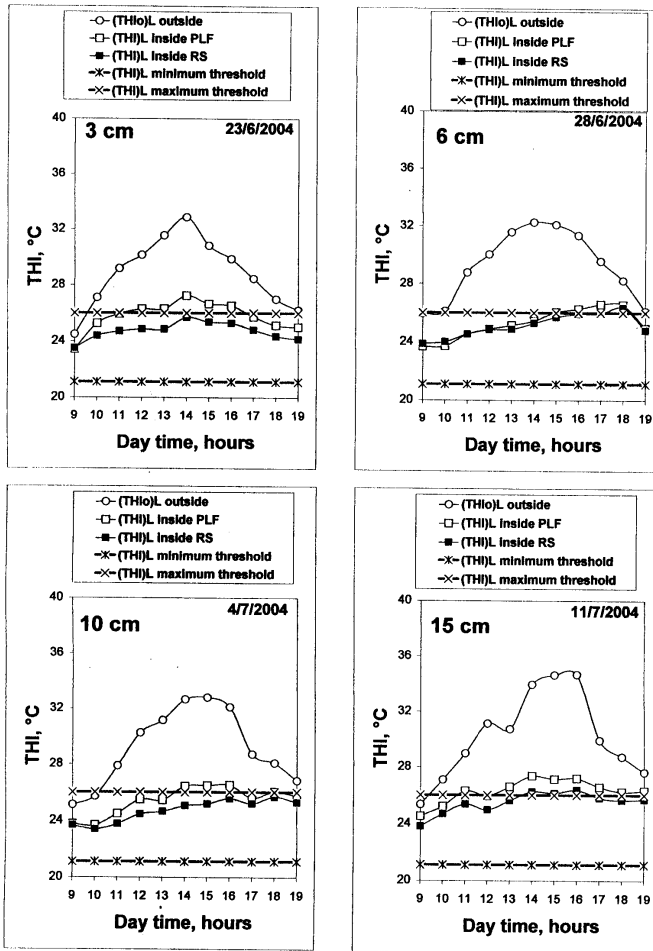 (THIo)L outside
(THI)L inside PLF
(THI)L inside RS
(THI)L minimum threshold
(THI)L maximum threshold
3 cm
23/6/2004
40
36
32
28
24
20
THI, °C
9 10 11 12 13 14 15 16 17 18 19
Day time, hours
(THIo)L outside
(THI)L inside PLF
(THI)L inside RS
(THI)L minimum threshold
(THI)L maximum threshold
6 cm
28/6/2004
40
36
32
28
24
20
THI, °C
9 10 11 12 13 14 15 16 17 18 19
Day time, hours
(THIo)L outside
(THI)L inside PLF
(THI)L inside RS
(THI)L minimum threshold
(THI)L maximum threshold
10 cm
4/7/2004
40
36
32
28
24
20
THI, °C
9 10 11 12 13 14 15 16 17 18 19
Day time, hours
(THIo)L outside
(THI)L inside PLF
(THI)L inside RS
(THI)L minimum threshold
(THI)L maximum threshold
15 cm
11/7/2004
40
36
32
28
24
20
THI, °C
9 10 11 12 13 14 15 16 17 18 19
Day time, hours